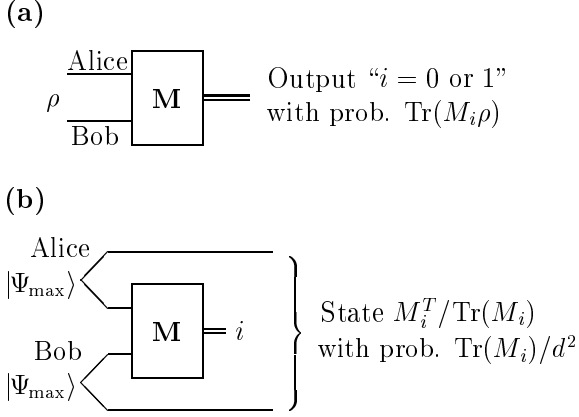 (a)
Alice
ρ
M
Bob
Output “i = 0 or 1”
with prob. Tr(M_iρ)
(b)
Alice
|Ψ_max⟩
M
i
Bob
|Ψ_max⟩
State M_i^T/Tr(M_i)
with prob. Tr(M_i)/d^2